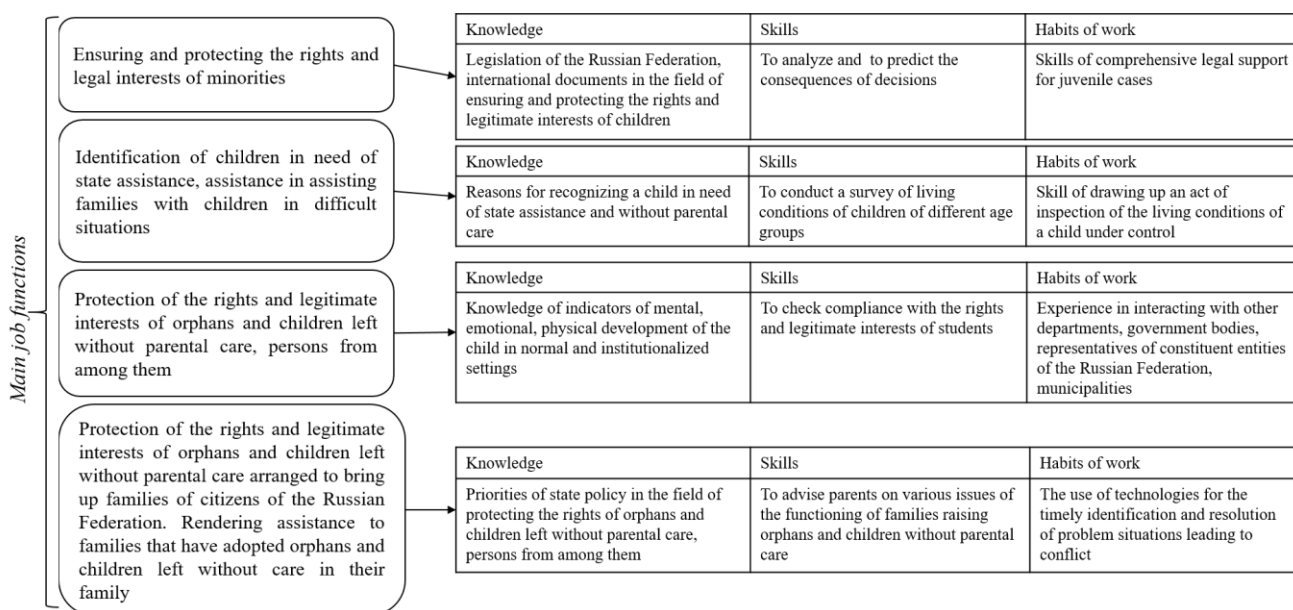 Main job functions
Ensuring and protecting the rights and
legal interests of minorities
Knowledge
Skills
Habits of work
Legislation of the Russian Federation,
international documents in the field of
ensuring and protecting the rights and
legitimate interests of children
To analyze and to predict the
consequences of decisions
Skills of comprehensive legal support
for juvenile cases
Identification of children in need of
state assistance, assistance in assisting
families with children in difficult
situations
Knowledge
Skills
Habits of work
Reasons for recognizing a child in need
of state assistance and without parental
care
To conduct a survey of living
conditions of children of different age
groups
Skill of drawing up an act of
inspection of the living conditions of
a child under control
Protection of the rights and legitimate
interests of orphans and children left
without parental care, persons from
among them
Knowledge
Skills
Habits of work
Knowledge of indicators of mental,
emotional, physical development of the
child in normal and institutionalized
settings
To check compliance with the rights
and legitimate interests of students
Experience in interacting with other
departments, government bodies,
representatives of constituent entities
of the Russian Federation,
municipalities
Protection of the rights and legitimate
interests of orphans and children left
without parental care arranged to bring
up families of citizens of the Russian
Federation. Rendering assistance to
families that have adopted orphans and
children left without care in their
family
Knowledge
Skills
Habits of work
Priorities of state policy in the field of
protecting the rights of orphans and
children left without parental care,
persons from among them
To advise parents on various issues of
the functioning of families raising
orphans and children without parental
care
The use of technologies for the
timely identification and resolution
of problem situations leading to
conflict